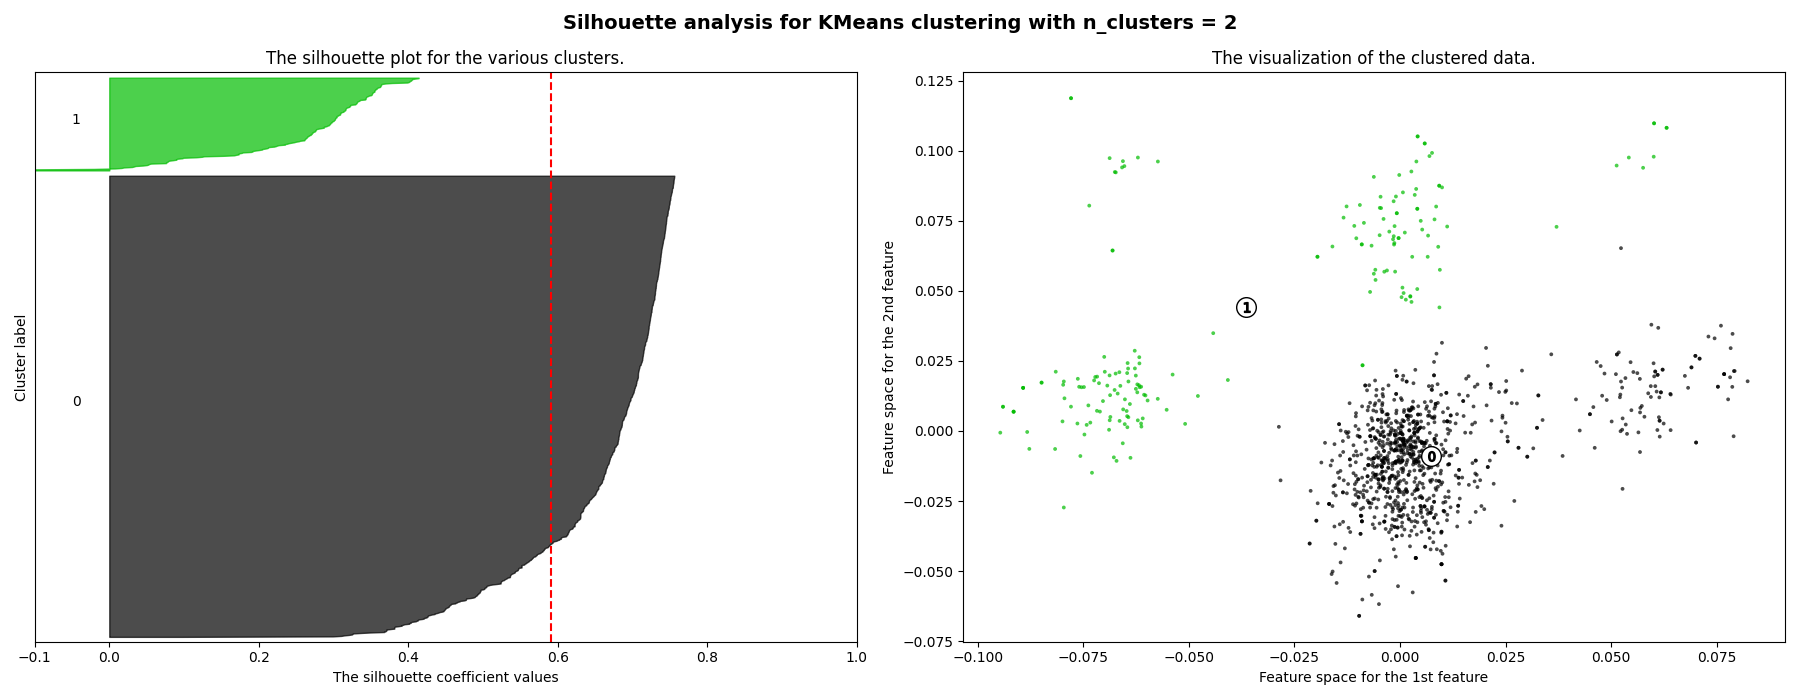 Silhouette analysis for KMeans clustering with n_clusters = 2
The silhouette plot for the various clusters.
Cluster label
1
0
−0.1 0.0 0.2 0.4 0.6 0.8 1.0
The silhouette coefficient values
The visualization of the clustered data.
Feature space for the 2nd feature
0.125
0.100
0.075
0.050
0.025
0.000
−0.025
−0.050
−0.075
1
0
−0.100 −0.075 −0.050 −0.025 0.000 0.025 0.050 0.075
Feature space for the 1st feature